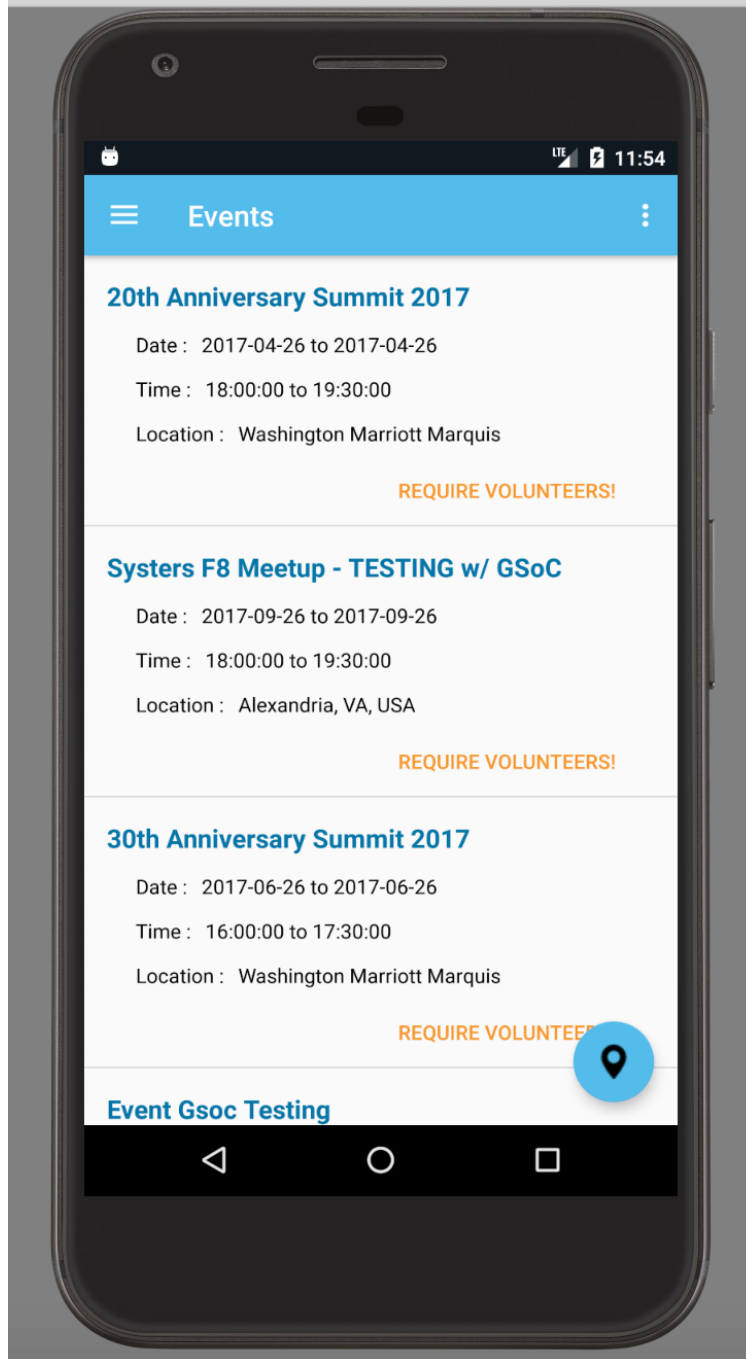 LTE 11:54
Events
20th Anniversary Summit 2017
Date : 2017-04-26 to 2017-04-26
Time : 18:00:00 to 19:30:00
Location : Washington Marriott Marquis
REQUIRE VOLUNTEERS!
Systers F8 Meetup - TESTING w/ GSoC
Date : 2017-09-26 to 2017-09-26
Time : 18:00:00 to 19:30:00
Location : Alexandria, VA, USA
REQUIRE VOLUNTEERS!
30th Anniversary Summit 2017
Date : 2017-06-26 to 2017-06-26
Time : 16:00:00 to 17:30:00
Location : Washington Marriott Marquis
REQUIRE VOLUNTEE
Event Gsoc Testing